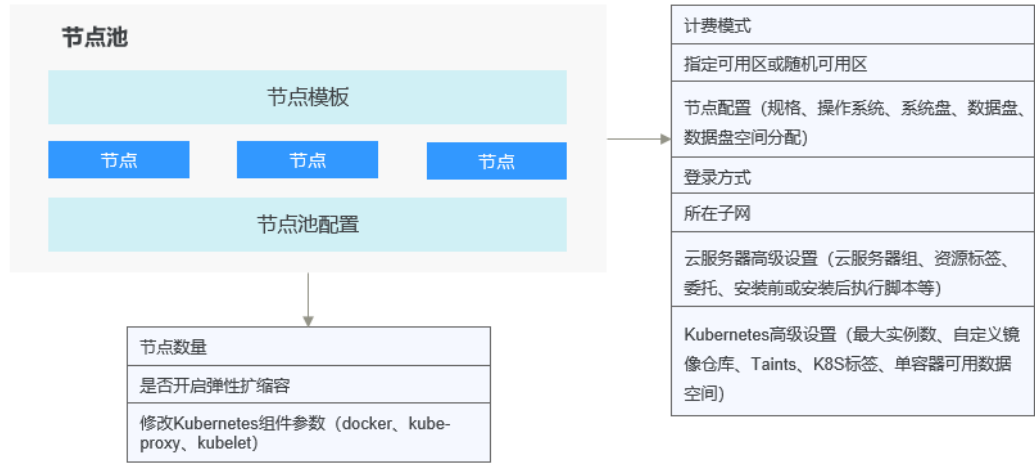 节点池
节点模板
节点
节点
节点
节点池配置
节点数量
是否开启弹性扩缩容
修改Kubernetes组件参数（docker、kube-
proxy、kubelet）
计费模式
指定可用区或随机可用区
节点配置（规格、操作系统、系统盘、数据盘、
数据盘空间分配）
登录方式
所在子网
云服务器高级设置（云服务器组、资源标签、
委托、安装前或安装后执行脚本等）
Kubernetes高级设置（最大实例数、自定义镜
像仓库、Taints、K8S标签、单容器可用数据
空间）